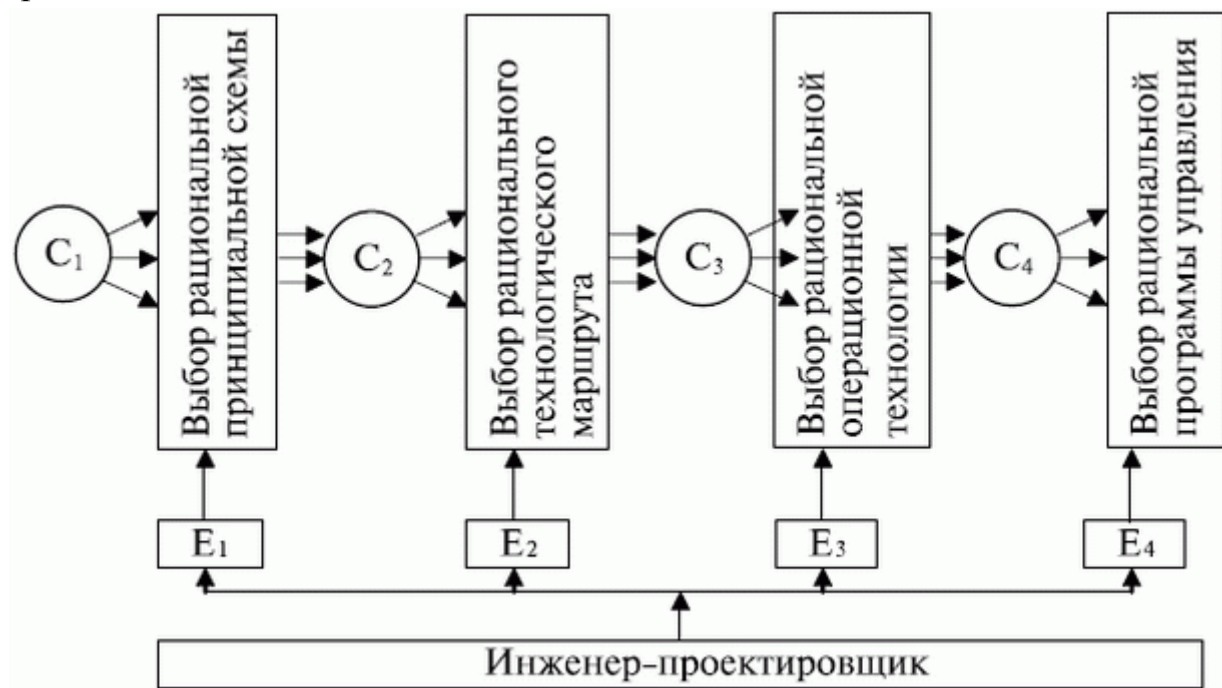 C1
Выбор рациональной
принципиальной схемы
C2
Выбор рационального
технологического
маршрута
C3
Выбор рациональной
операционной
технологии
C4
Выбор рациональной
программы управления
E1
E2
E3
E4
Инженер-проектировщик